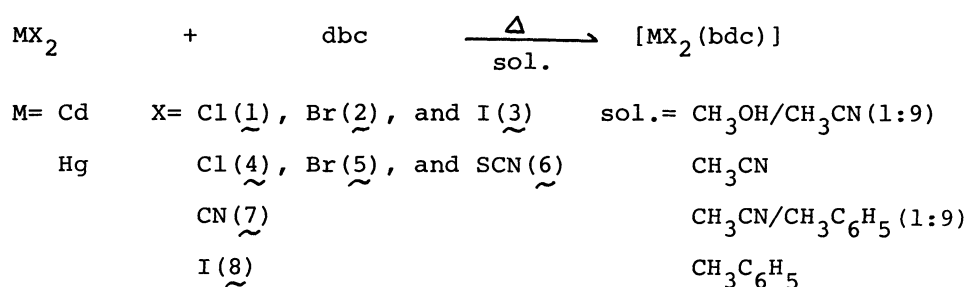 MX2 + dbc Δ sol. [MX2(bdc)]
M= Cd X= Cl(1), Br(2), and I(3) sol.= CH3OH/CH3CN(1:9)
Hg Cl(4), Br(5), and SCN(6) CH3CN
CN(7) CH3CN/CH3C6H5(1:9)
I(8) CH3C6H5